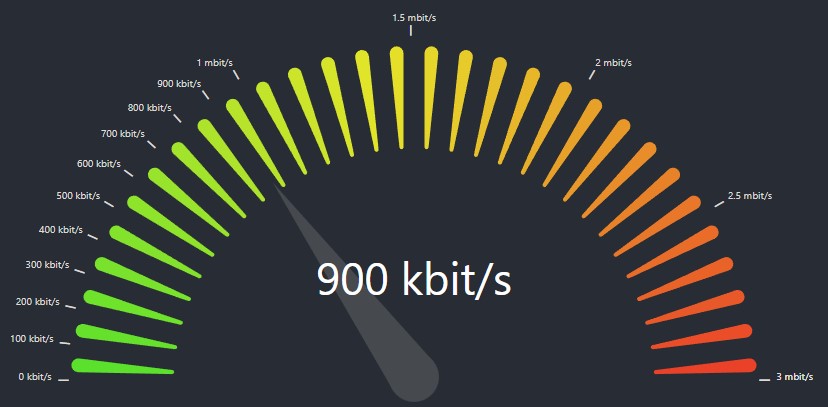 1.5 mbit/s
1 mbit/s
2 mbit/s
900 kbit/s
800 kbit/s
700 kbit/s
600 kbit/s
500 kbit/s
2.5 mbit/s
400 kbit/s
300 kbit/s
900 kbit/s
200 kbit/s
100 kbit/s
0 kbit/s
3 mbit/s